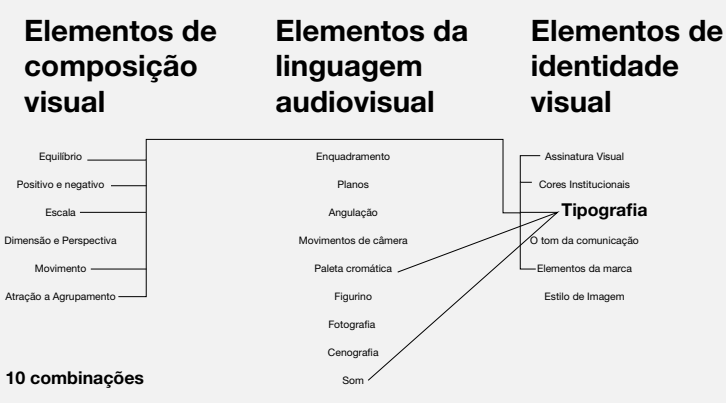 Elementos de
composição
visual
Equilíbrio
Positivo e negativo
Escala
Dimensão e Perspectiva
Movimento
Atração a Agrupamento
10 combinações
Elementos da
linguagem
audiovisual
Enquadramento
Planos
Angulação
Movimentos de câmera
Paleta cromática
Figurino
Fotografia
Cenografia
Som
Elementos de
identidade
visual
Assinatura Visual
Cores Institucionais
Tipografia
O tom da comunicação
Elementos da marca
Estilo de Imagem